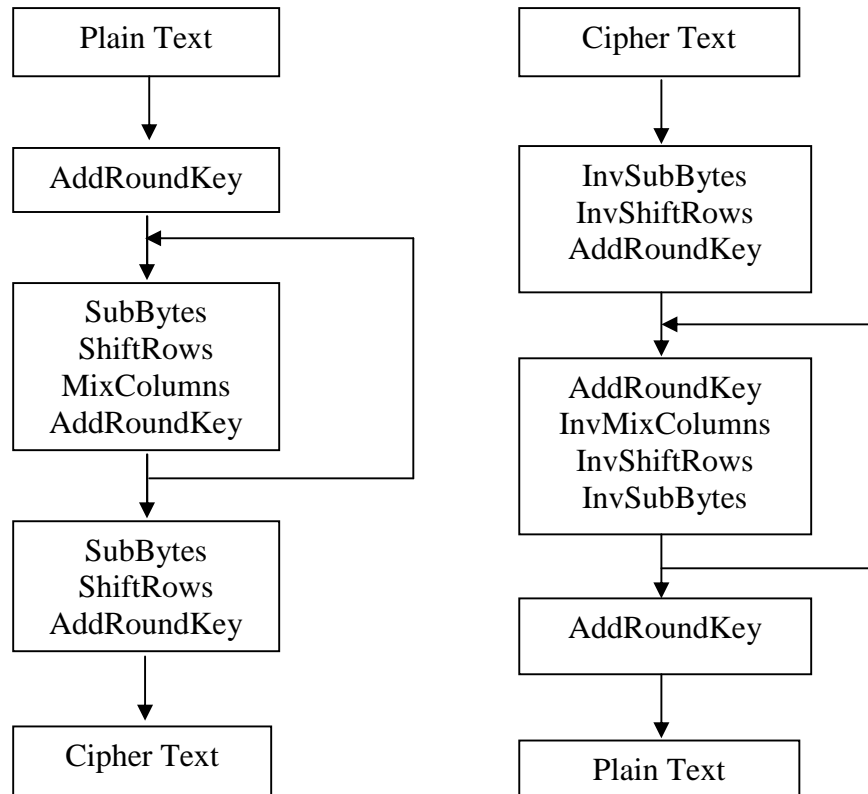 Plain Text
AddRoundKey
SubBytes
ShiftRows
MixColumns
AddRoundKey
SubBytes
ShiftRows
AddRoundKey
Cipher Text
Cipher Text
InvSubBytes
InvShiftRows
AddRoundKey
AddRoundKey
InvMixColumns
InvShiftRows
InvSubBytes
AddRoundKey
Plain Text